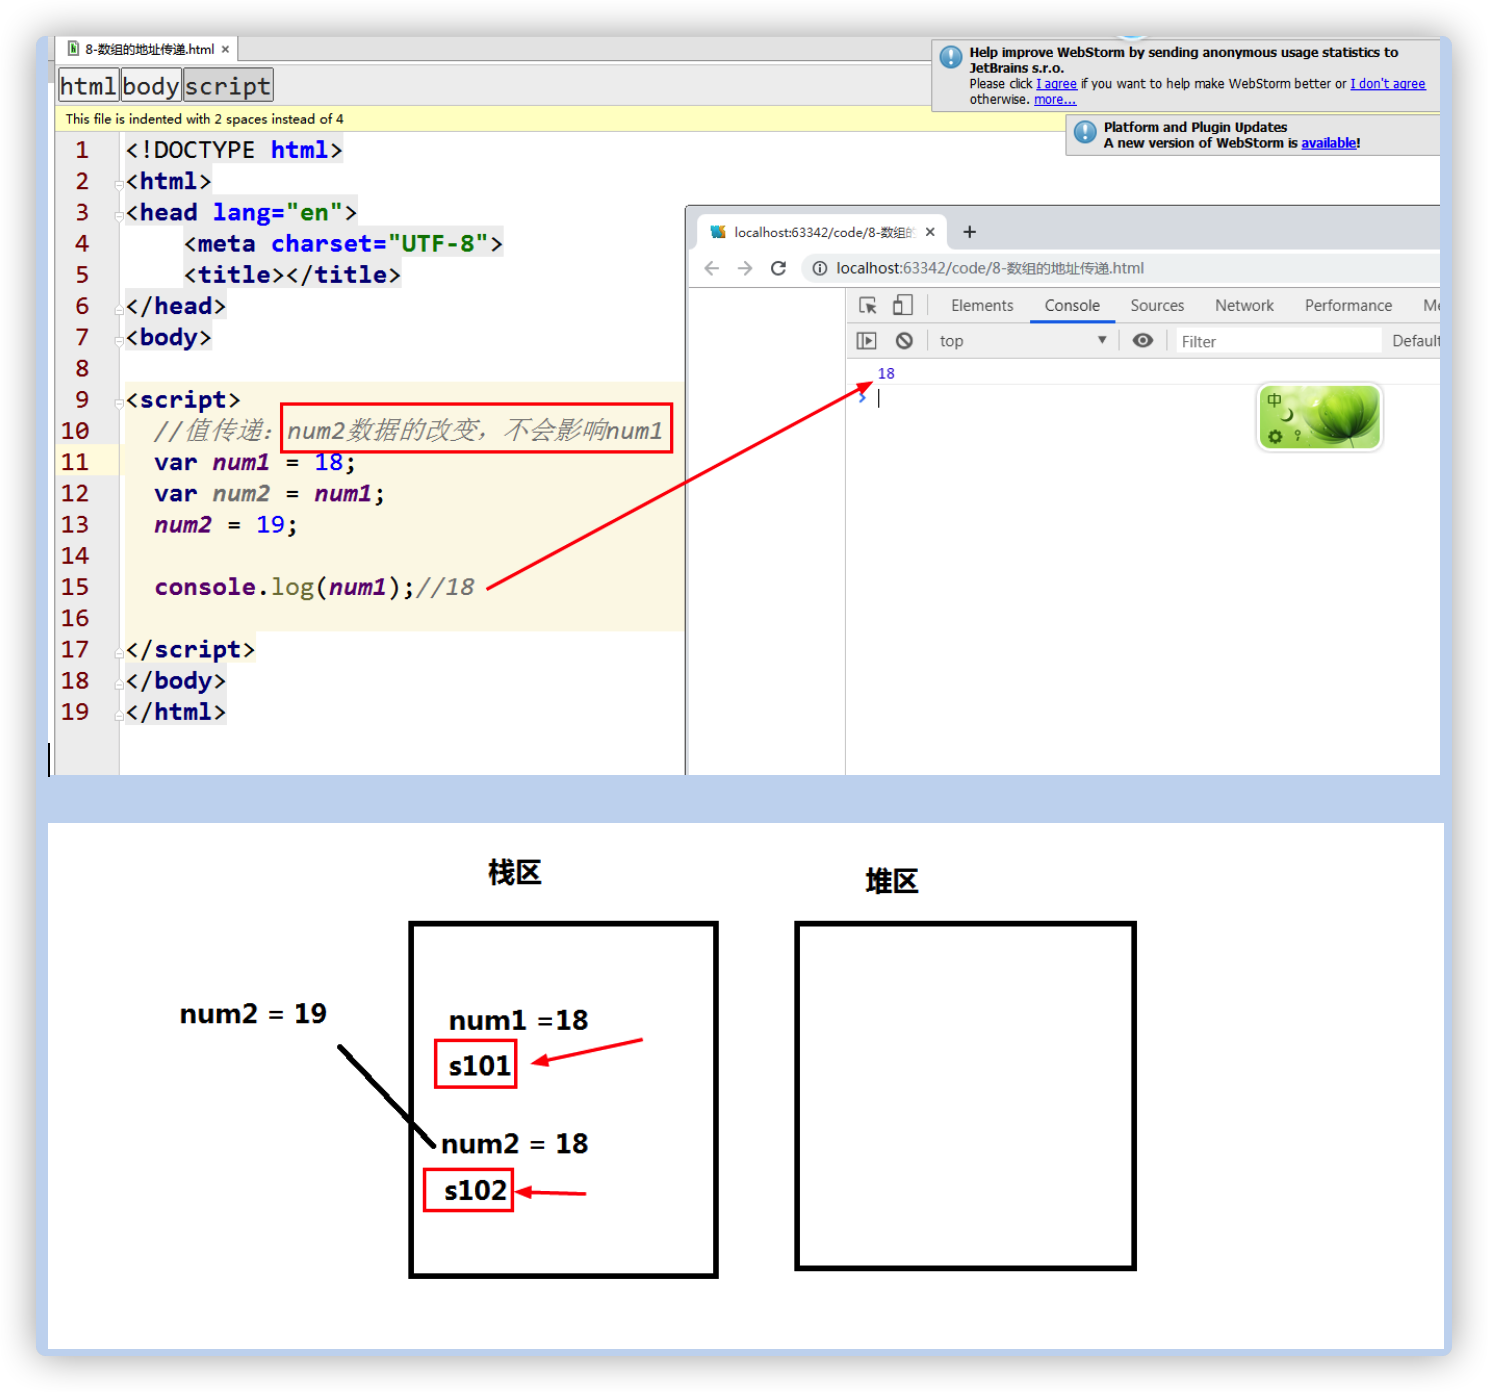 8-数组的地址传递.html ×
html body script
Help improve WebStorm by sending anonymous usage statistics to
JetBrains s.r.o.
Please click I agree if you want to help make WebStorm better or I don't agree
otherwise. more...
This file is indented with 2 spaces instead of 4
Platform and Plugin Updates
A new version of WebStorm is available!
1 <!DOCTYPE html>
2 <html>
3 <head lang="en">
4 <meta charset="UTF-8">
5 <title></title>
6 </head>
7 <body>
8
9 <script>
10 //值传递：num2数据的改变，不会影响num1
11 var num1 = 18;
12 var num2 = num1;
13 num2 = 19;
14
15 console.log(num1);//18
16
17 </script>
18 </body>
19 </html>
localhost:63342/code/8-数组的 × +
localhost:63342/code/8-数组的地址传递.html
Elements Console Sources Network Performance Me
top ▼ Filter Default
18
中
栈区
堆区
num2 = 19
num1 =18
s101
num2 = 18
s102